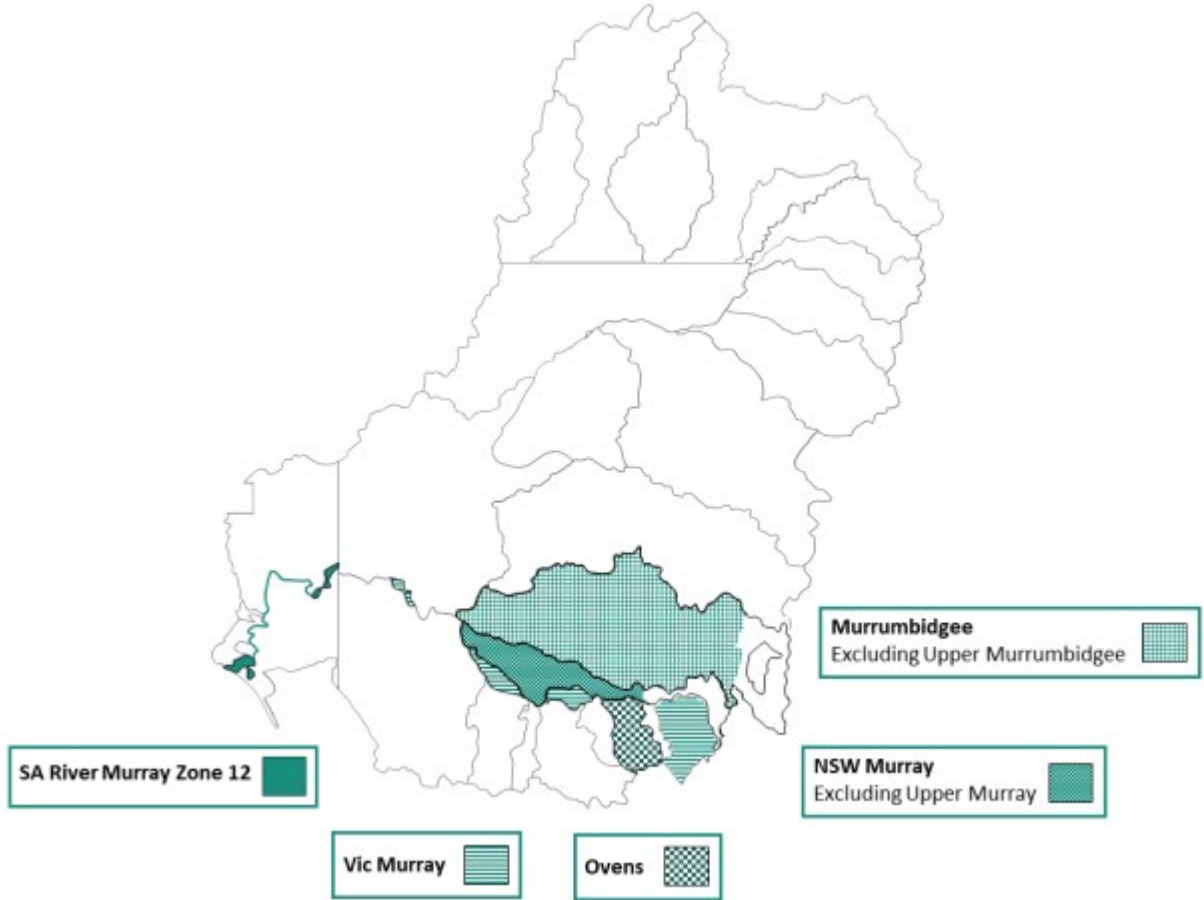 Murrumbidgee
Excluding Upper Murrumbidgee
SA River Murray Zone 12
NSW Murray
Excluding Upper Murray
Vic Murray
Ovens